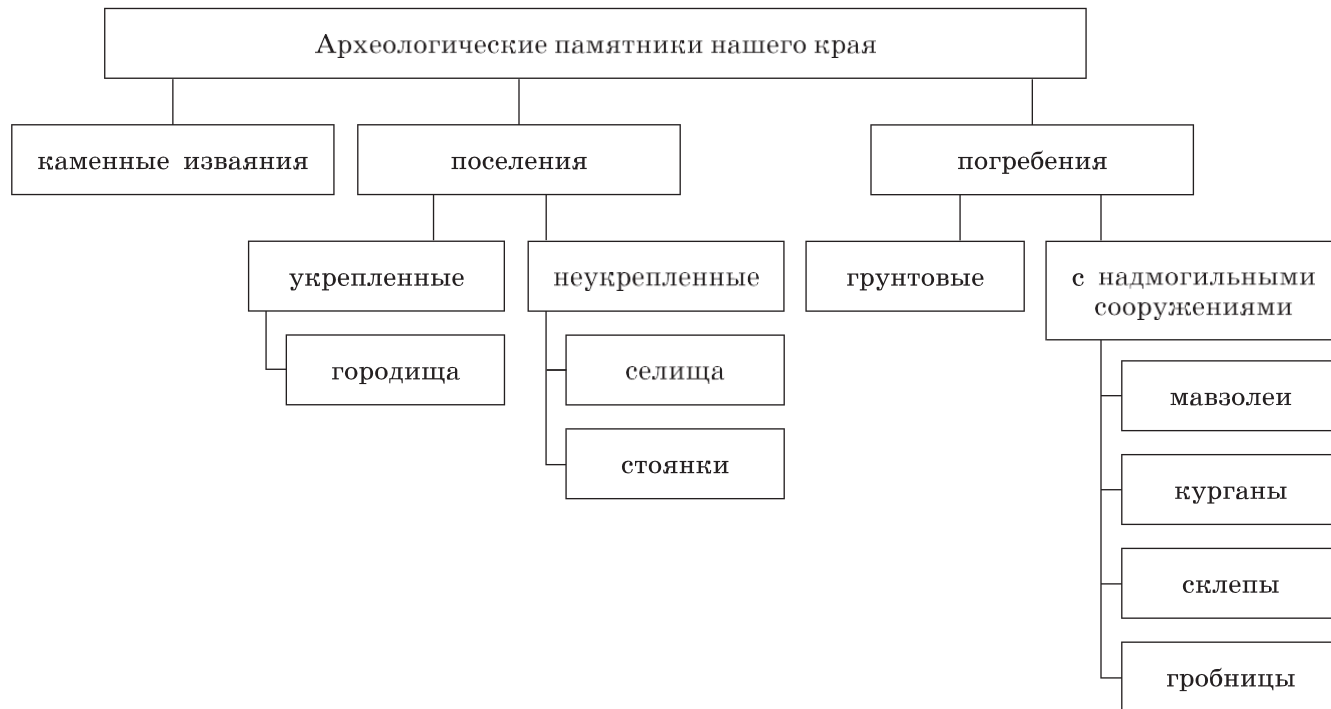 Археологические памятники нашего края
каменные изваяния
поселения
погребения
укрепленные
неукрепленные
грунтовые
с надмогильными
сооружениями
городища
селища
мавзолеи
стоянки
курганы
склепы
гробницы